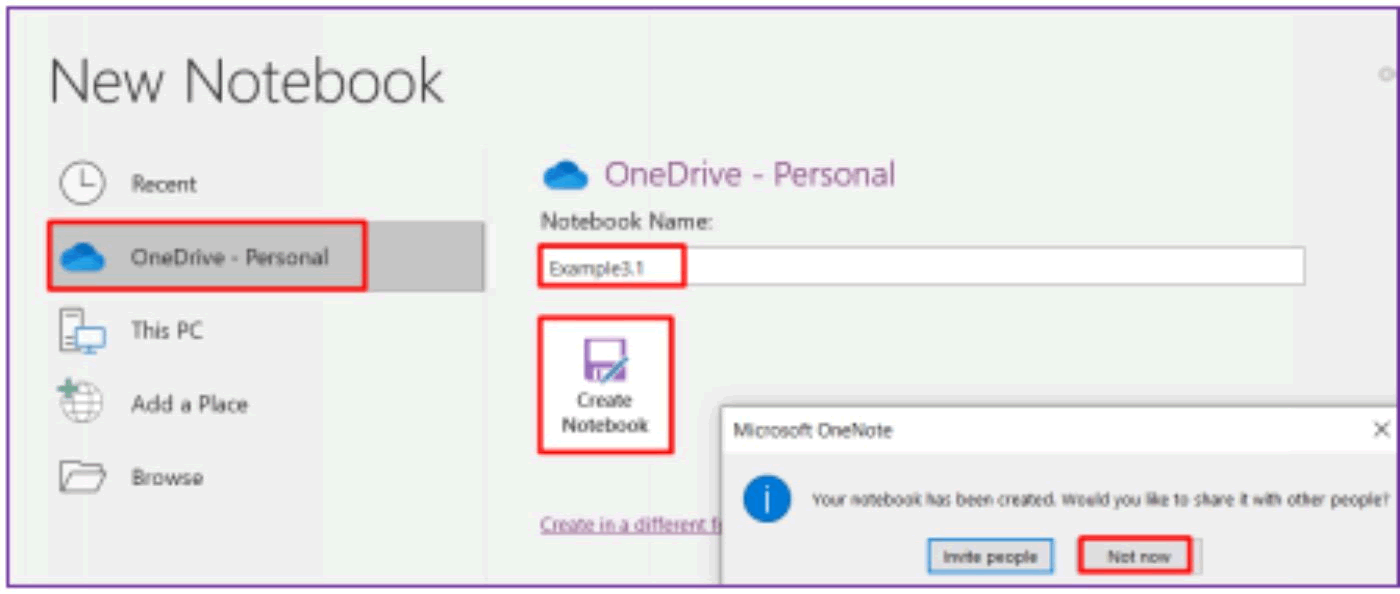 New Notebook
Recent
OneDrive - Personal
This PC
Add a Place
Browse
OneDrive - Personal
Notebook Name:
Example3.1
Create
Notebook
Create in a different
Microsoft OneNote
Your notebook has been created. Would you like to share it with other people?
Invite people
Not now